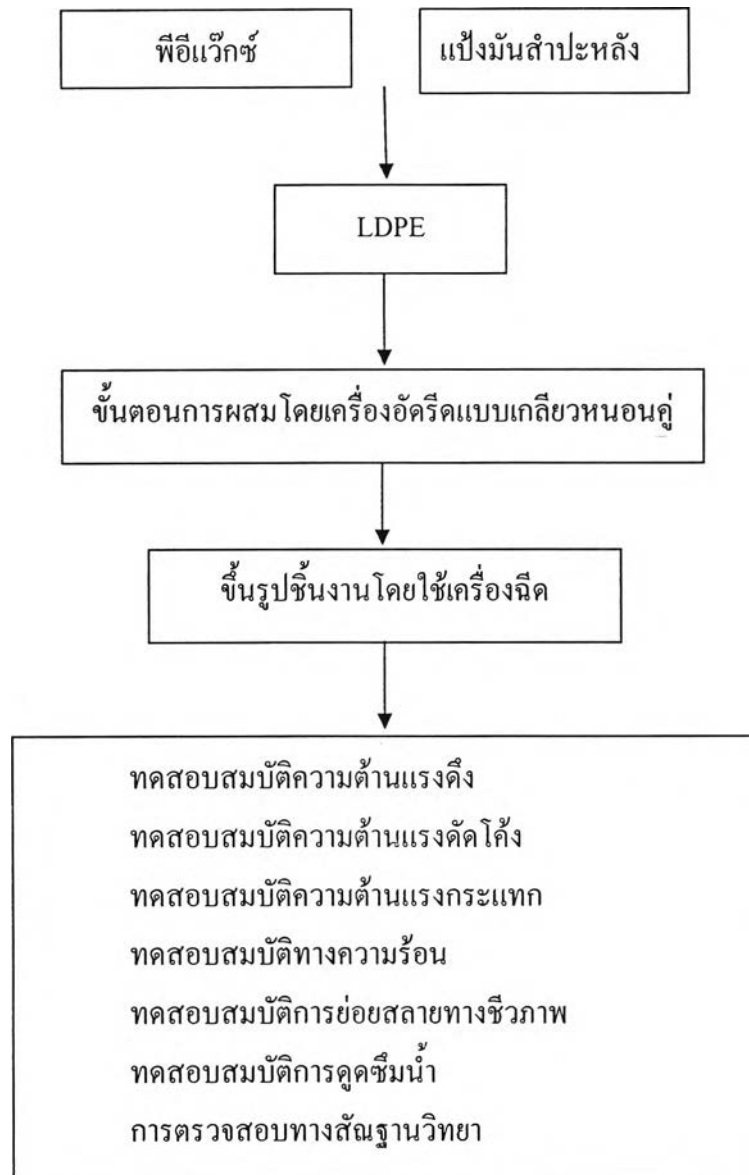 พีอีแว๊กซ์
แป้งมันสำปะหลัง
LDPE
ขั้นตอนการผสมโดยเครื่องอัดรีดแบบเกลียวหนอนคู่
ขึ้นรูปชิ้นงานโดยใช้เครื่องฉีด
ทดสอบสมบัติความต้านแรงดึง
ทดสอบสมบัติความต้านแรงดัดโค้ง
ทดสอบสมบัติความต้านแรงกระแทก
ทดสอบสมบัติทางความร้อน
ทดสอบสมบัติการย่อยสลายทางชีวภาพ
ทดสอบสมบัติการดูดซึมน้ำ
การตรวจสอบทางสัณฐานวิทยา